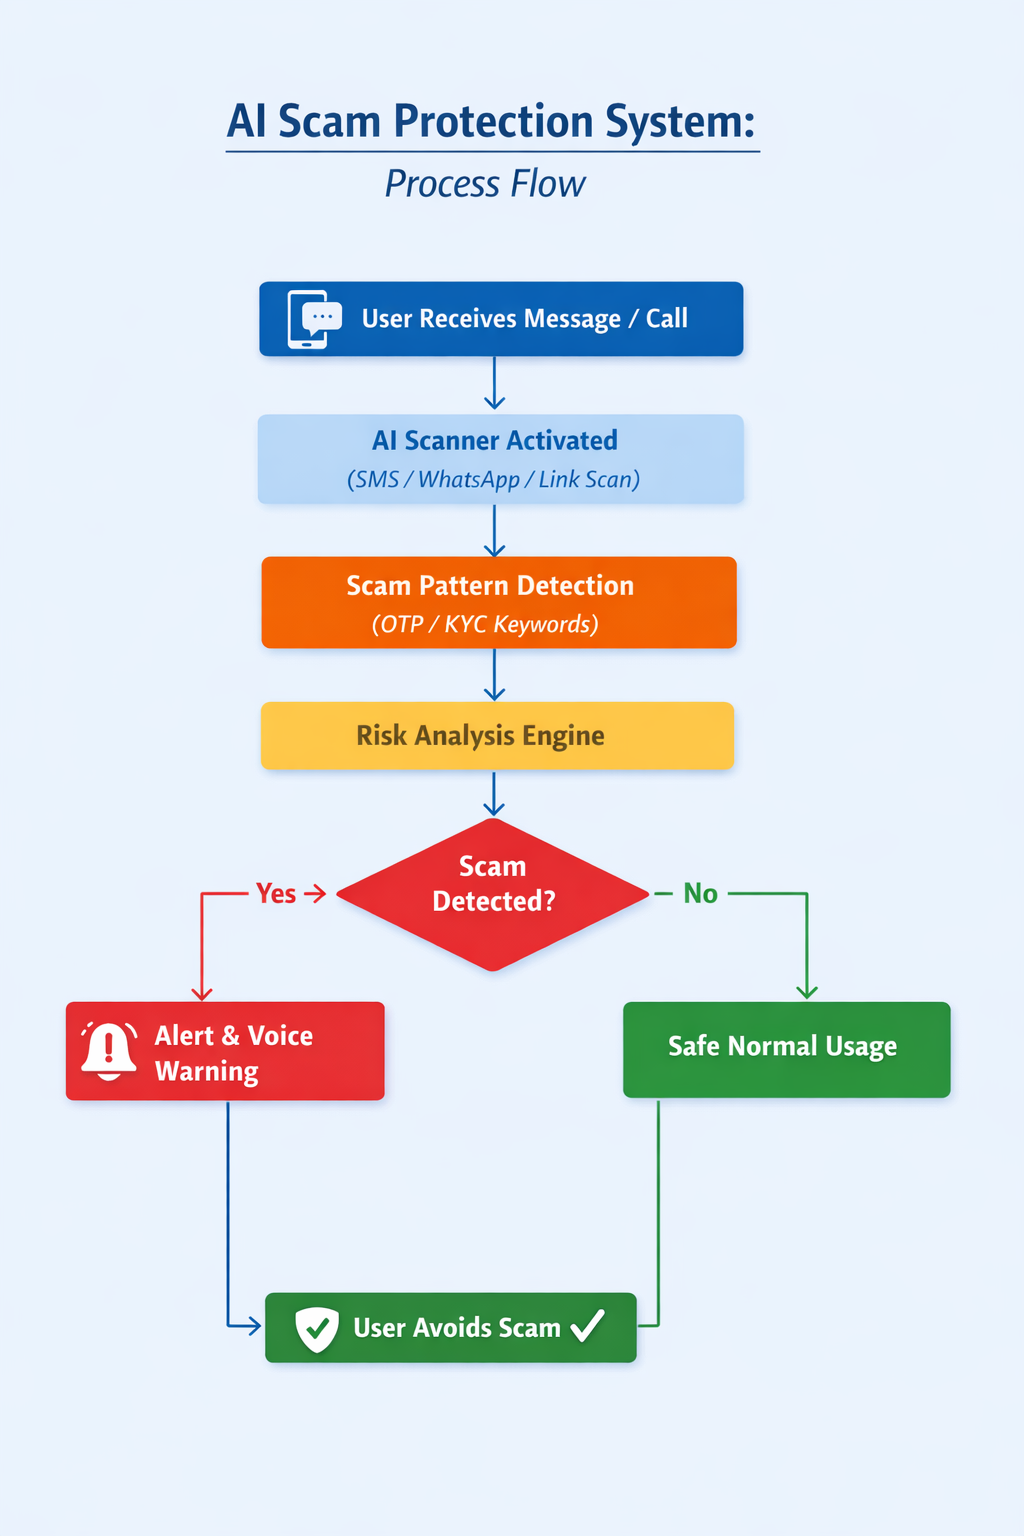 AI Scam Protection System:
Process Flow
User Receives Message / Call
AI Scanner Activated
(SMS / WhatsApp / Link Scan)
Scam Pattern Detection
(OTP / KYC Keywords)
Risk Analysis Engine
Scam
Detected?
Yes
No
Alert & Voice
Warning
Safe Normal Usage
User Avoids Scam